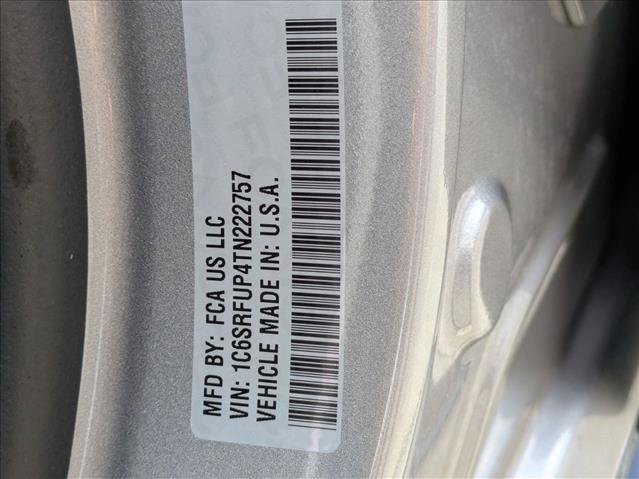 MFD BY: FCA US LLC
VIN: 1C6SRFUP4TN222757
VEHICLE MADE IN: U.S.A.